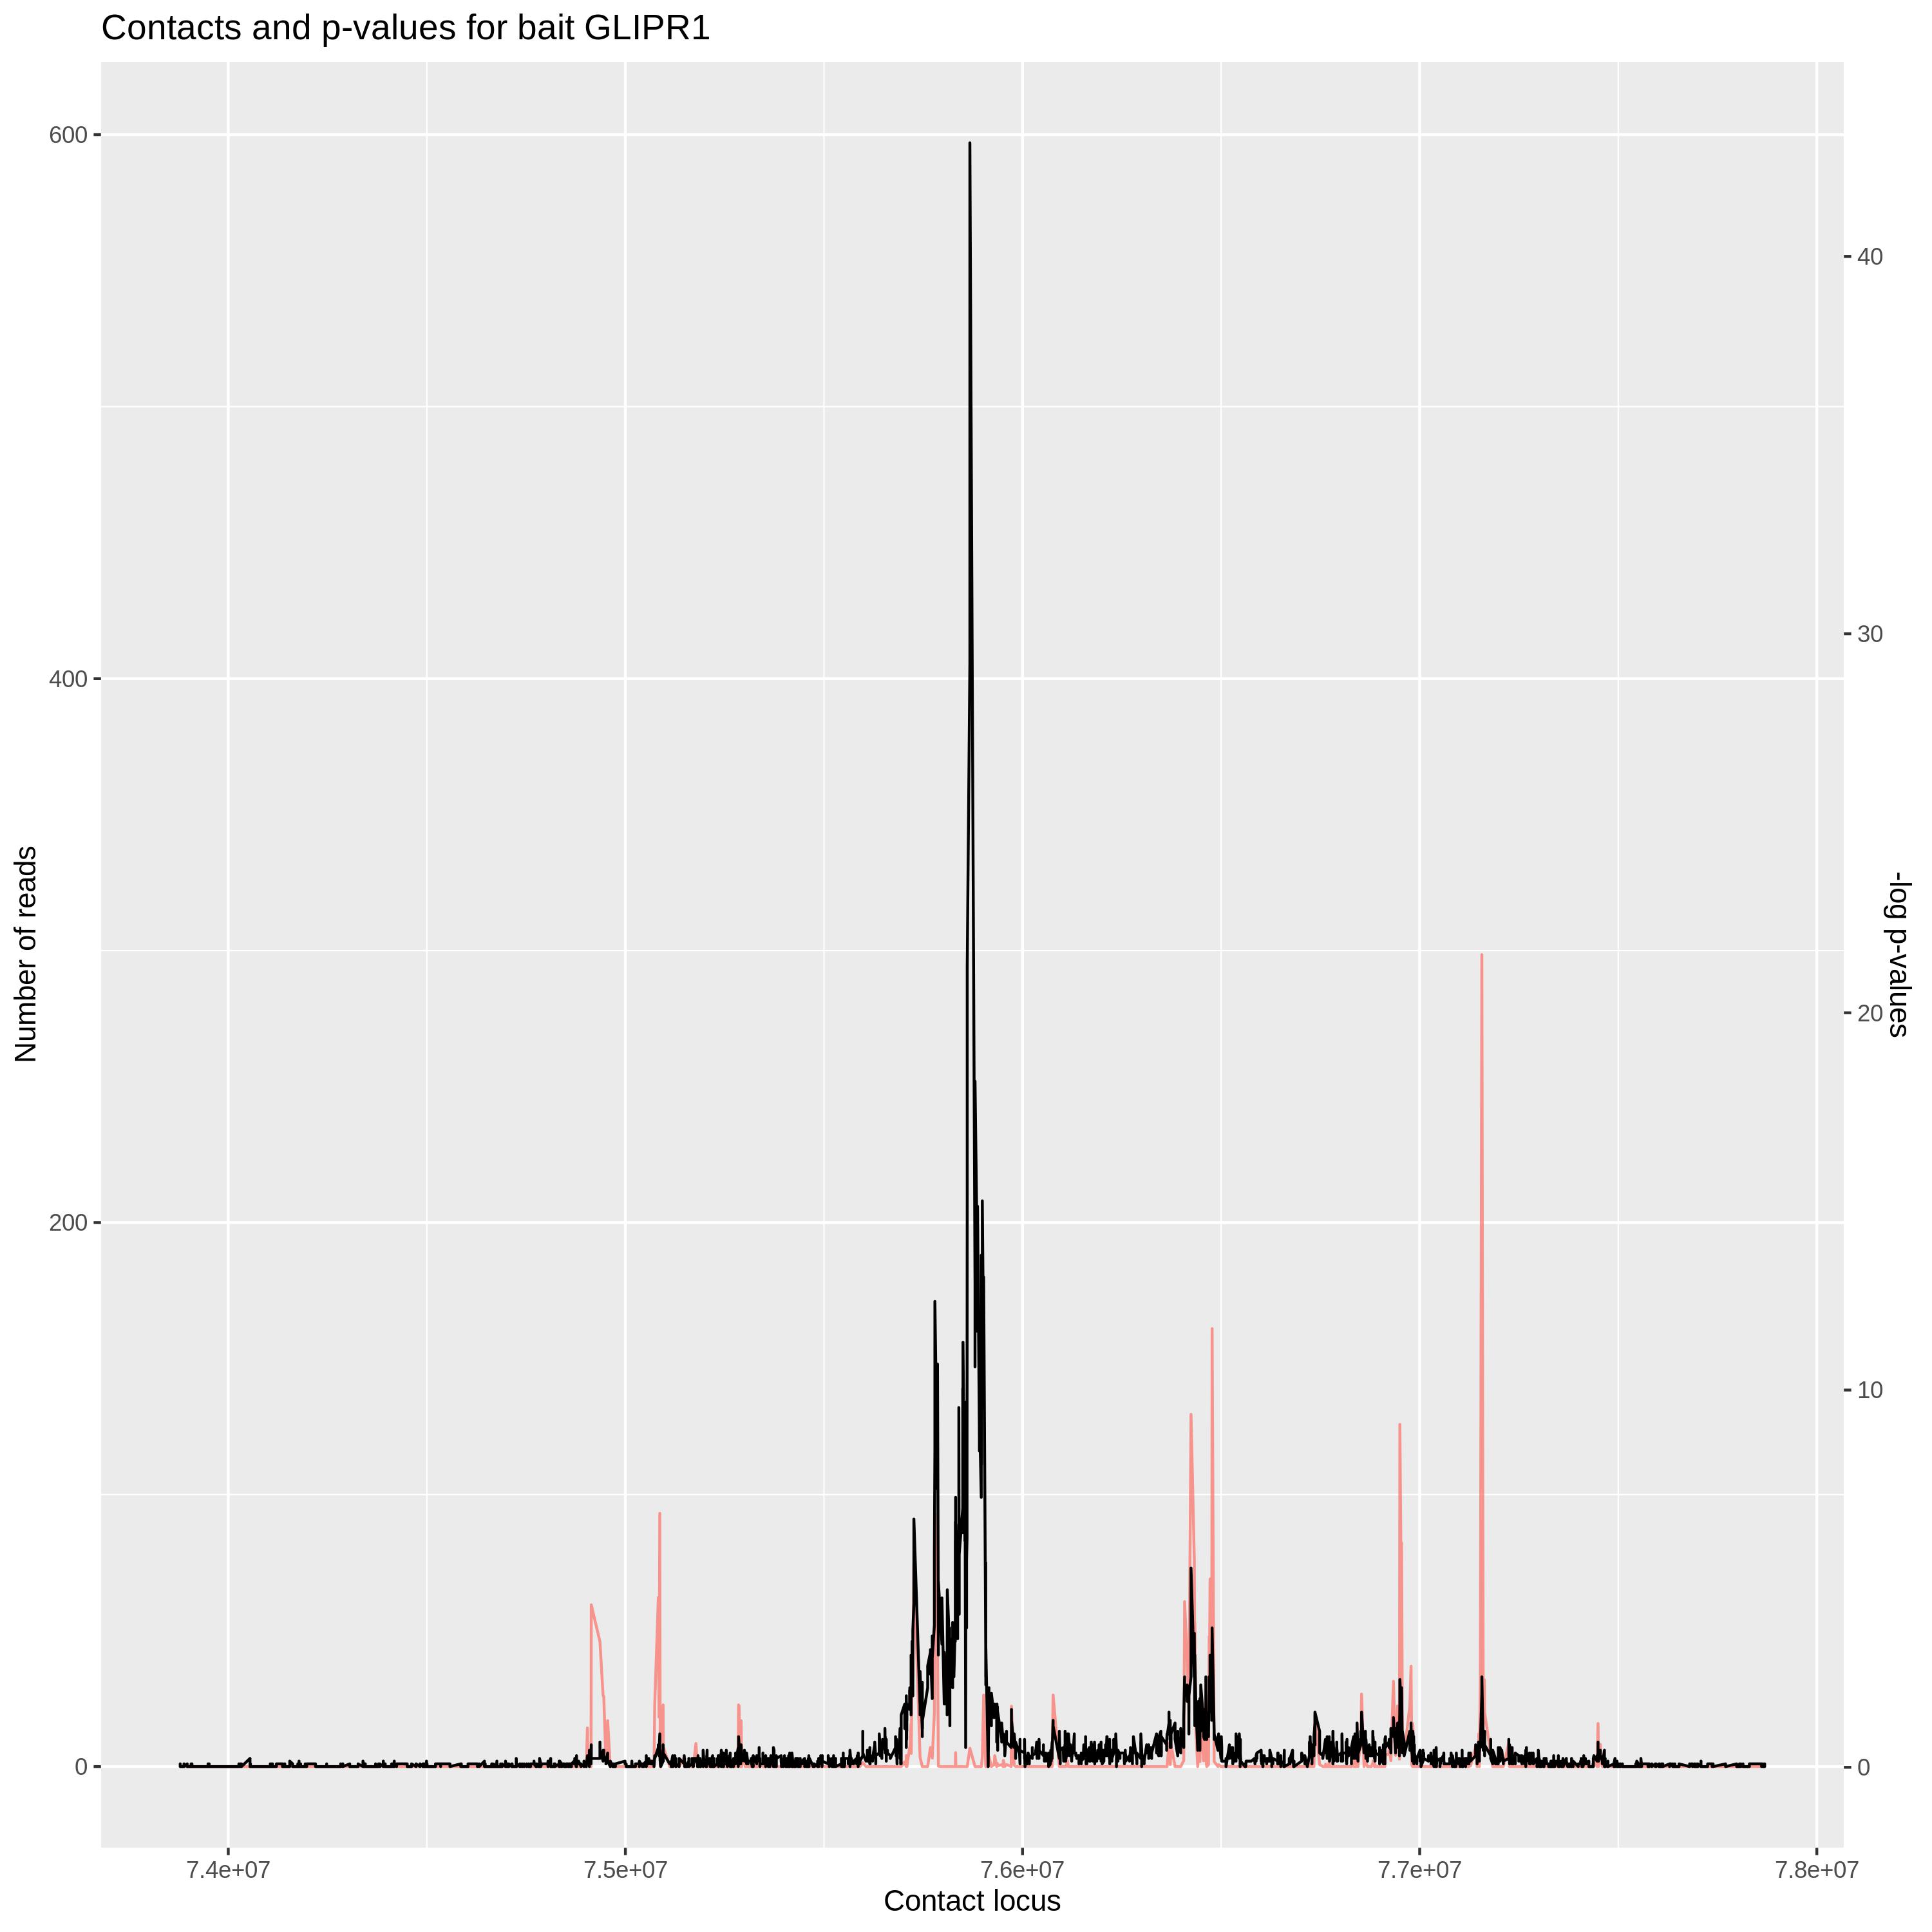 Contacts and p-values for bait GLIPR1
600
400
200
0
Number of reads
40
30
20
10
0
-log p-values
7.4e+07 7.5e+07 7.6e+07 7.7e+07 7.8e+07
Contact locus